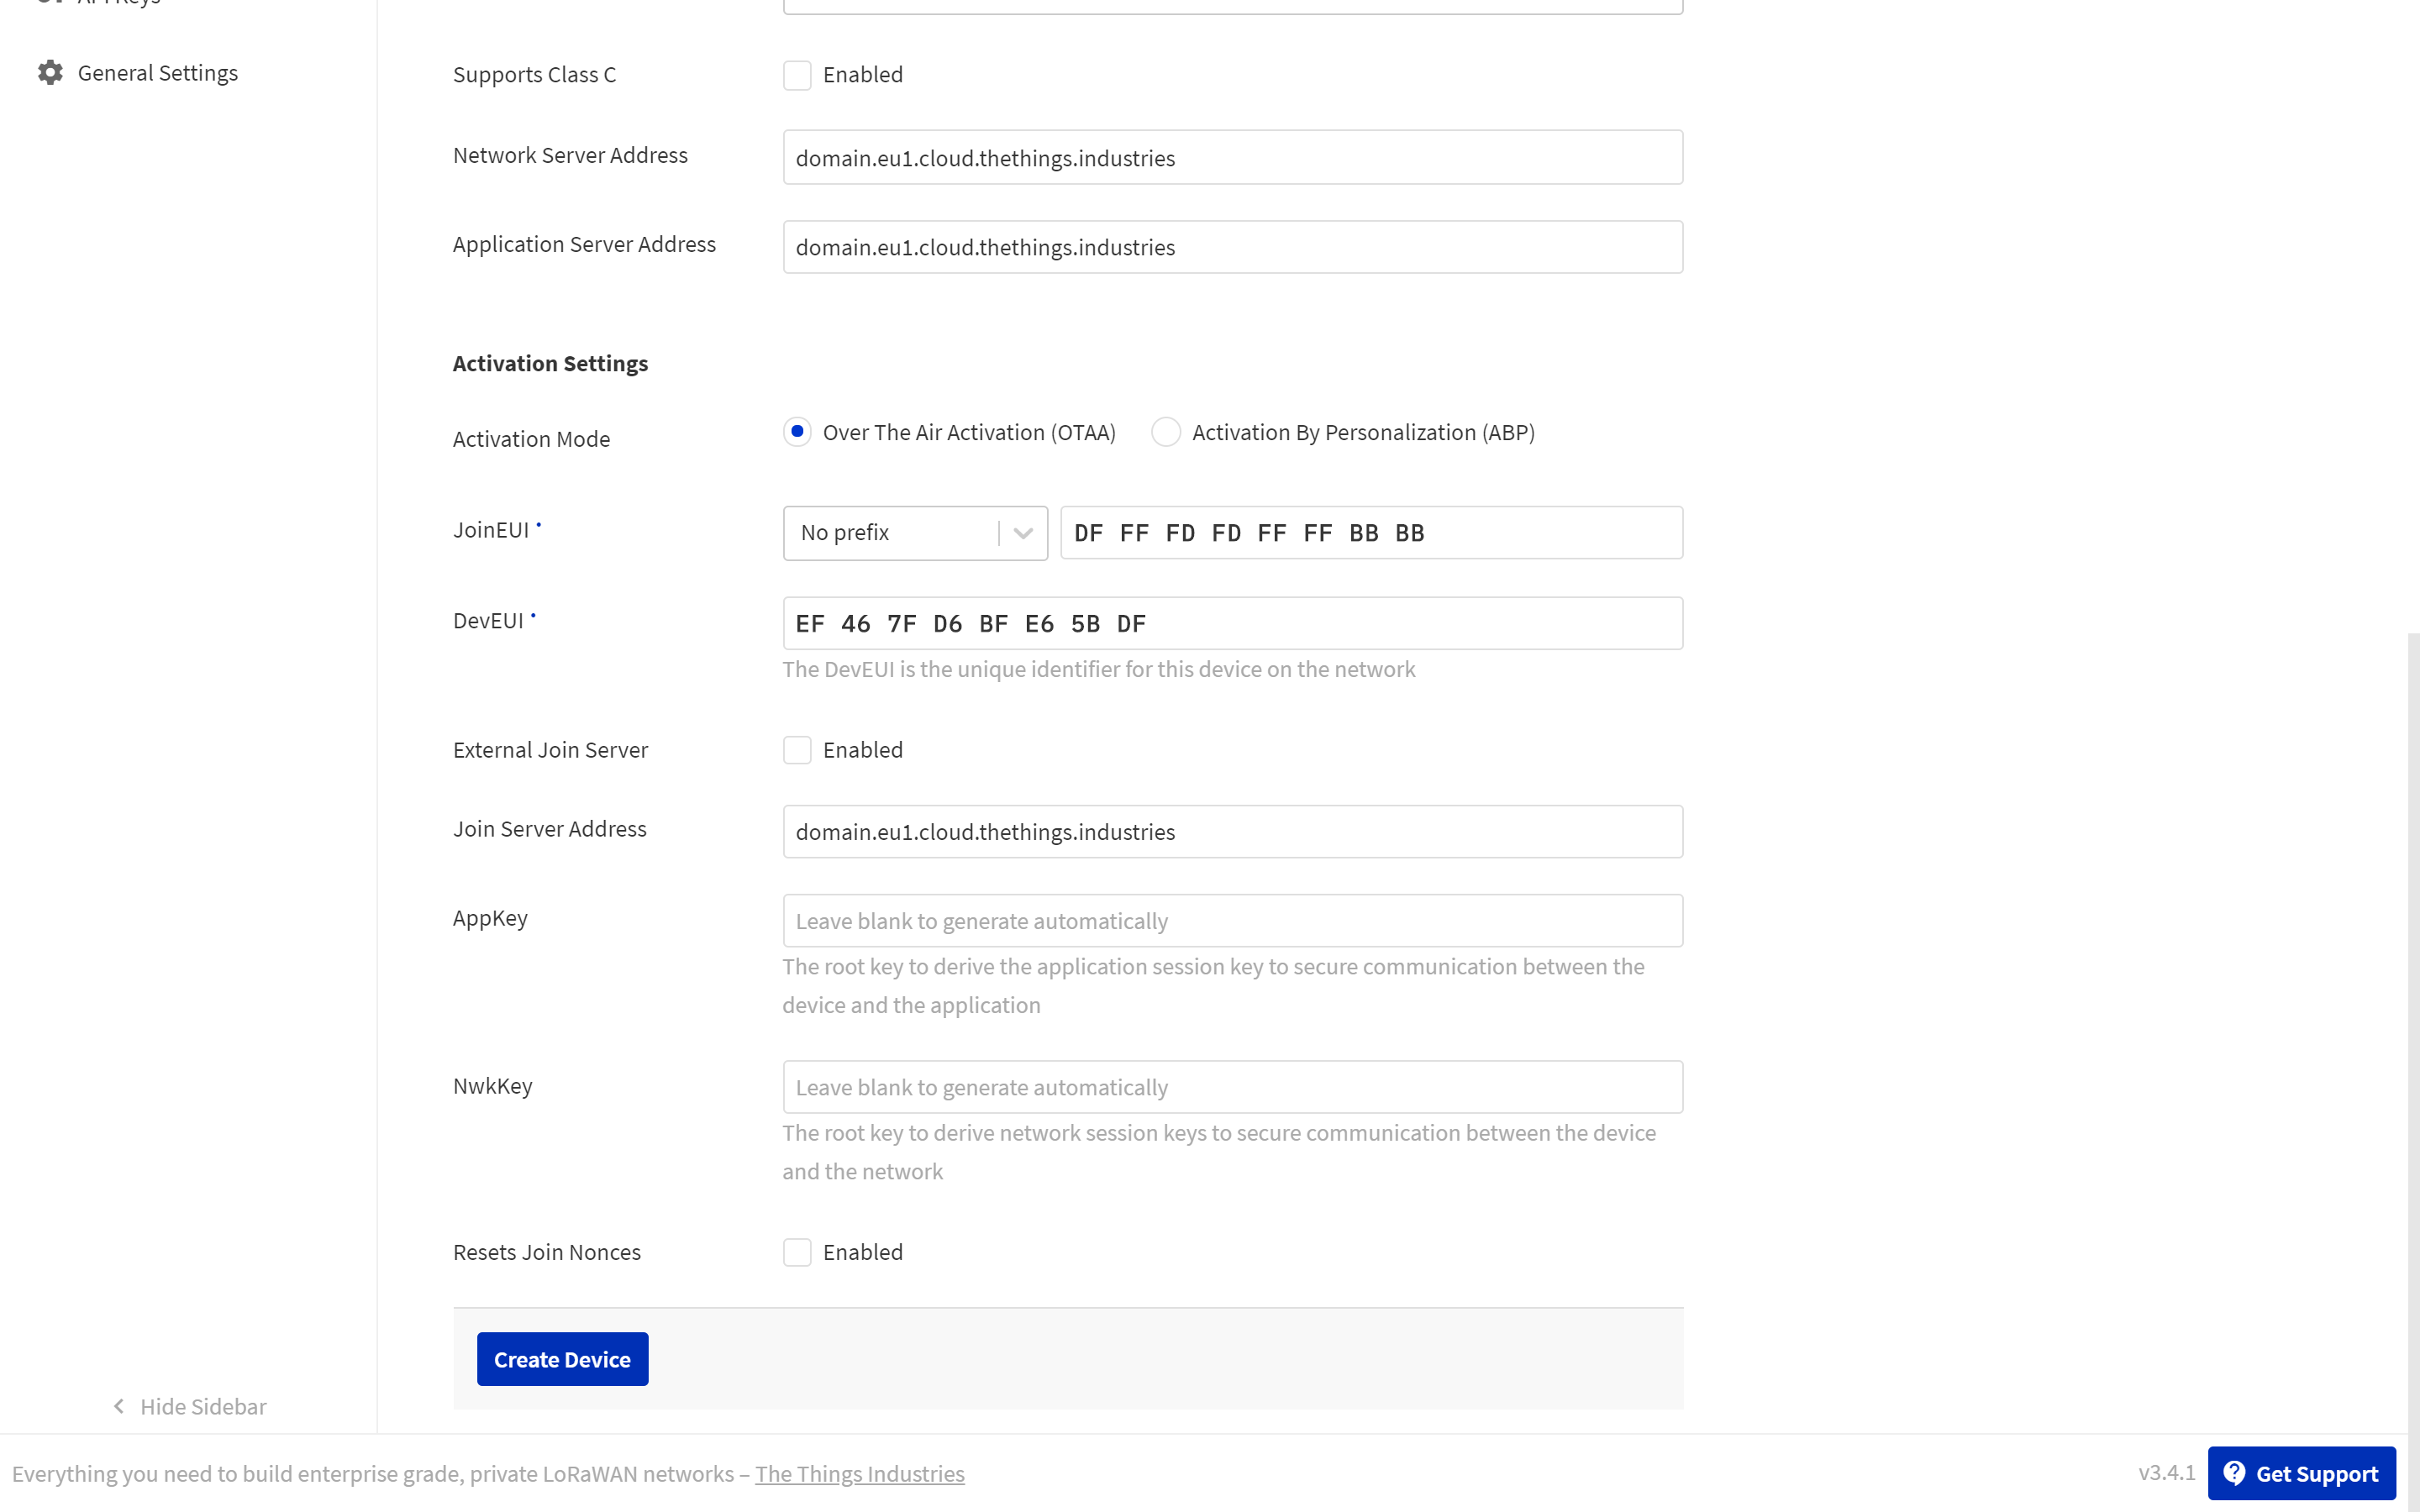 General Settings
Supports Class C
Enabled
Network Server Address
domain.eu1.cloud.thethings.industries
Application Server Address
domain.eu1.cloud.thethings.industries
Activation Settings
Activation Mode
Over The Air Activation (OTAA)
Activation By Personalization (ABP)
JoinEUI
No prefix
DF FF FD FD FF FF BB BB
DevEUI
EF 46 7F D6 BF E6 5B DF
The DevEUI is the unique identifier for this device on the network
External Join Server
Enabled
Join Server Address
domain.eu1.cloud.thethings.industries
AppKey
Leave blank to generate automatically
The root key to derive the application session key to secure communication between the
device and the application
NwkKey
Leave blank to generate automatically
The root key to derive network session keys to secure communication between the device
and the network
Resets Join Nonces
Enabled
Create Device
Hide Sidebar
Everything you need to build enterprise grade, private LoRaWAN networks – The Things Industries
v3.4.1
Get Support